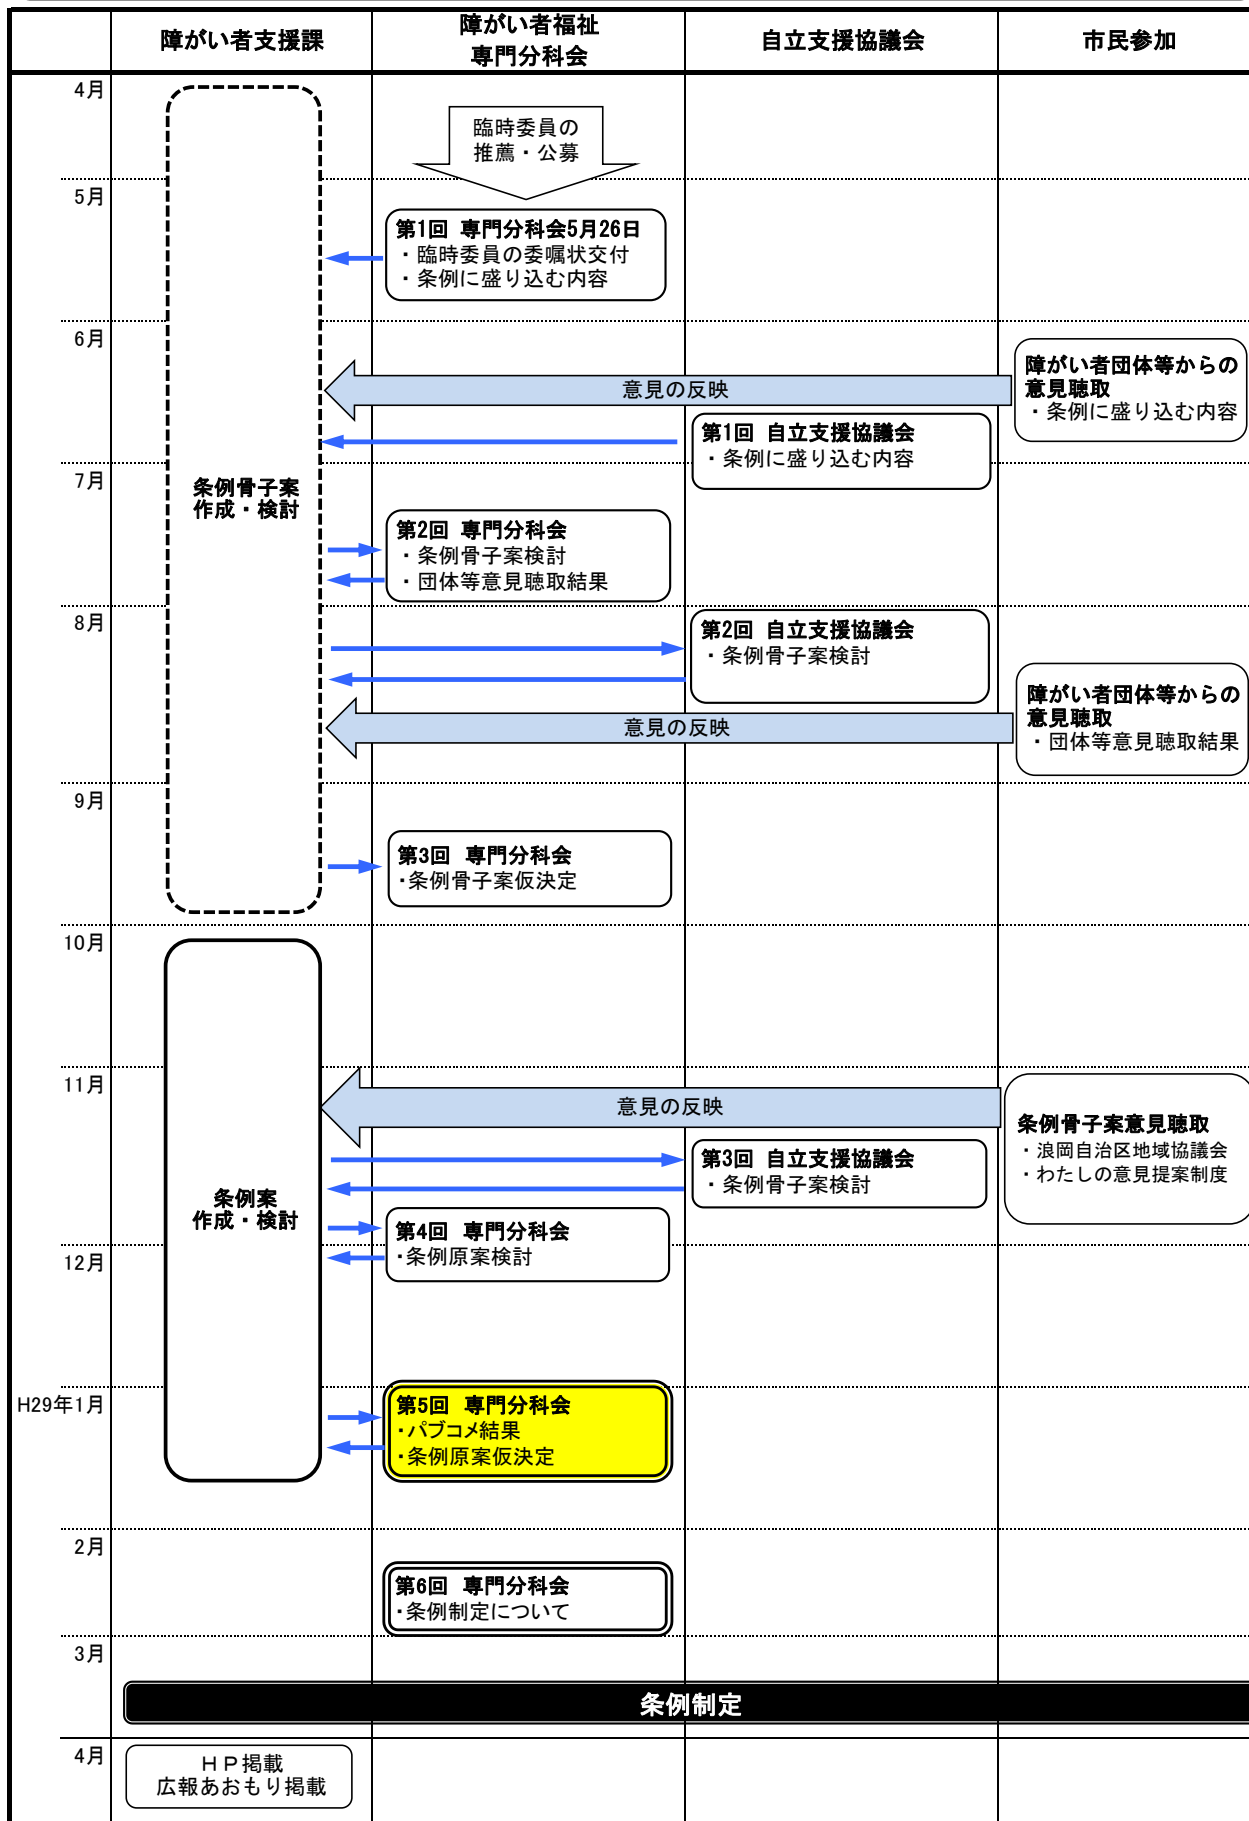 障がい者支援課
障がい者福祉
専門分科会
自立支援協議会
市民参加
4月
臨時委員の
推薦・公募
5月
第1回 専門分科会5月26日
・臨時委員の委嘱状交付
・条例に盛り込む内容
6月
障がい者団体等からの
意見聴取
・条例に盛り込む内容
意見の反映
第1回 自立支援協議会
・条例に盛り込む内容
7月
条例骨子案
作成・検討
第2回 専門分科会
・条例骨子案検討
・団体等意見聴取結果
8月
第2回 自立支援協議会
・条例骨子案検討
障がい者団体等からの
意見聴取
・団体等意見聴取結果
意見の反映
9月
第3回 専門分科会
・条例骨子案仮決定
10月
11月
意見の反映
条例骨子案意見聴取
・浪岡自治区地域協議会
・わたしの意見提案制度
第3回 自立支援協議会
・条例骨子案検討
条例案
作成・検討
第4回 専門分科会
・条例原案検討
12月
H29年1月
第5回 専門分科会
・パブコメ結果
・条例原案仮決定
2月
第6回 専門分科会
・条例制定について
3月
条例制定
4月
ＨＰ掲載
広報あおもり掲載